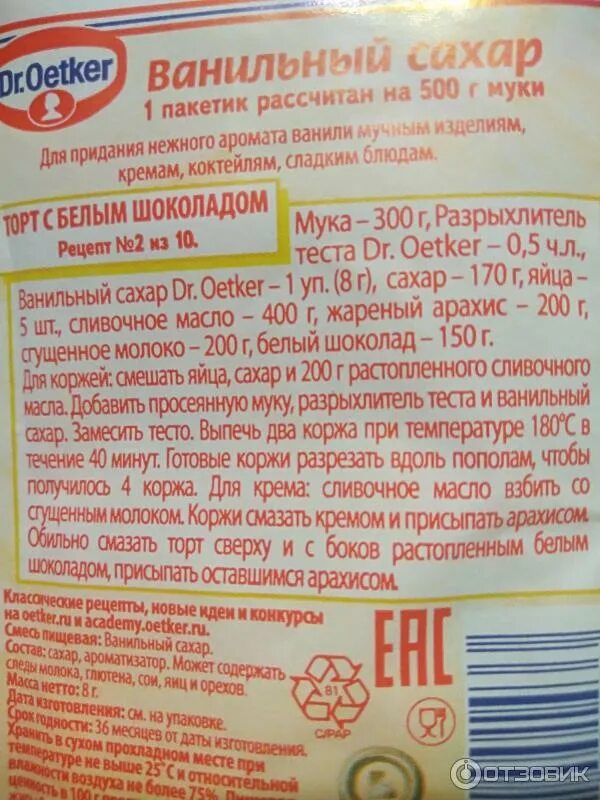 Dr.Oetker
Ванильный сахар
1 пакетик рассчитан на 500 г муки
Для придания нежного аромата ванили мучным изделиям,
кремам, коктейлям, сладким блюдам.
ТОРТ С БЕЛЫМ ШОКОЛАДОМ
Рецепт №2 из 10.
Мука – 300 г, Разрыхлитель
теста Dr. Oetker – 0,5 ч.л.,
Ванильный сахар Dr. Oetker – 1 уп. (8 г), сахар – 170 г, яйца –
5 шт., сливочное масло – 400 г, жареный арахис – 200 г,
сгущенное молоко – 200 г, белый шоколад – 150 г.
Для коржей: смешать яйца, сахар и 200 г растопленного сливочного
масла. Добавить просеянную муку, разрыхлитель теста и ванильный
сахар. Замесить тесто. Выпечь два коржа при температуре 180°С в
течение 40 минут. Готовые коржи разрезать вдоль пополам, чтобы
получилось 4 коржа. Для крема: сливочное масло взбить со
сгущенным молоком. Коржи смазать кремом и присыпать арахисом.
Обильно смазать торт сверху и с боков растопленным белым
шоколадом, присыпать оставшимся арахисом.
Классические рецепты, новые идеи и конкурсы
на oetker.ru и academy.oetker.ru.
Смесь пищевая: Ванильный сахар.
Состав: сахар, ароматизатор. Может содержать
следы молока, глютена, сои, яиц и орехов.
Масса нетто: 8 г.
Дата изготовления: см. на упаковке.
Срок годности: 36 месяцев от даты изготовления.
Хранить в сухом прохладном месте при
температуре не выше 25°С и относительной
влажности воздуха не более 75%. Пищевая
ценность в 100 г
EAC
81
C/PAP
ОТЗОВИК